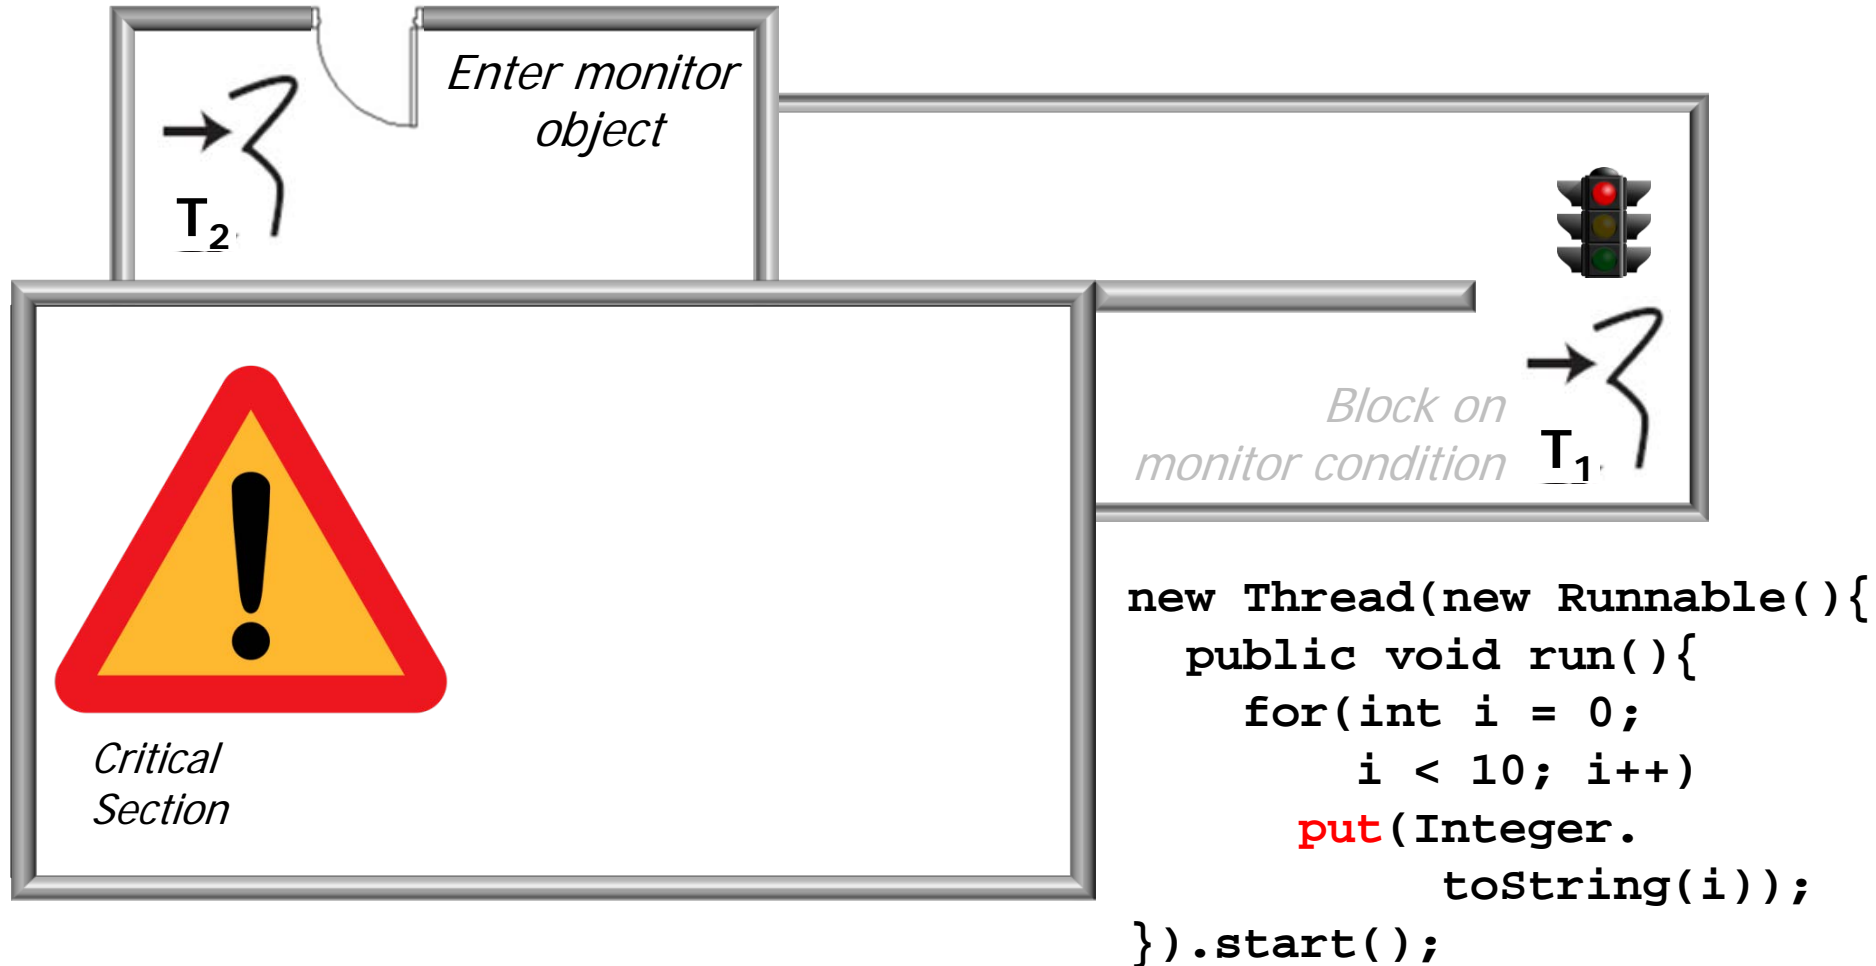 Enter monitor
object
T2
Block on
monitor condition
T1
Critical
Section
new Thread(new Runnable(){
public void run(){
for(int i = 0;
i < 10; i++)
put(Integer.
toString(i));
}).start();